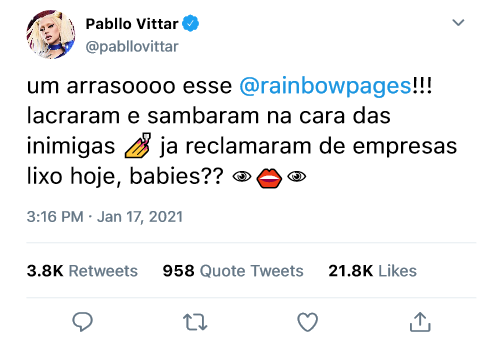 Pabllo Vittar
@pabllovittar
um arrasoooo esse @rainbowpages!!!
lacraram e sambaram na cara das
inimigas 💅 ja reclamaram de empresas
lixo hoje, babies?? 👁👄👁
3:16 PM · Jan 17, 2021
3.8K Retweets 958 Quote Tweets 21.8K Likes